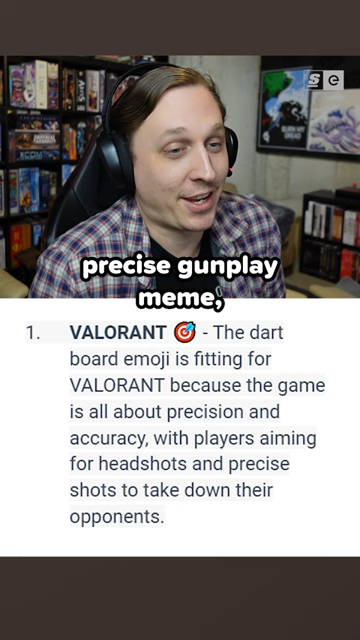 S e
precise gunplay
meme,
1. VALORANT 🎯 - The dart
board emoji is fitting for
VALORANT because the game
is all about precision and
accuracy, with players aiming
for headshots and precise
shots to take down their
opponents.